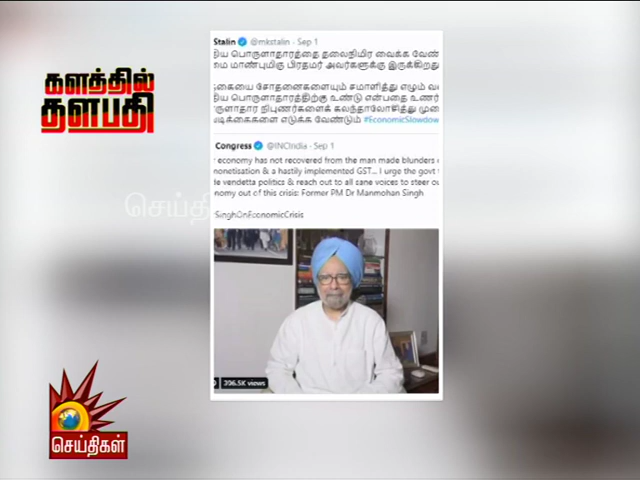 Stalin @mkstalin · Sep 1
திய பொருளாதாரத்தை தலைநிமிர வைக்க வேண்
மை மாண்புமிகு பிரதமர் அவர்களுக்கு இருக்கிறது
கையை சோதனைகளையும் சமாளித்து எழும் வ
திய பொருளாதாரத்திற்கு உண்டு என்பதை உணர்
ருளாதார நிபுணர்களைக் கலந்தாலோசித்து முை
டிக்கைகளை எடுக்க வேண்டும் #EconomicSlowdow
களத்தில்
தளபதி
Congress @INCIndia · Sep 1
economy has not recovered from the man made blunders
monetisation & a hastily implemented GST... I urge the govt
de vendetta politics & reach out to all sane voices to steer ou
nomy out of this crisis: Former PM Dr Manmohan Singh
செய்தி
SinghOnEconomicCrisis
396.5K views
செய்திகள்